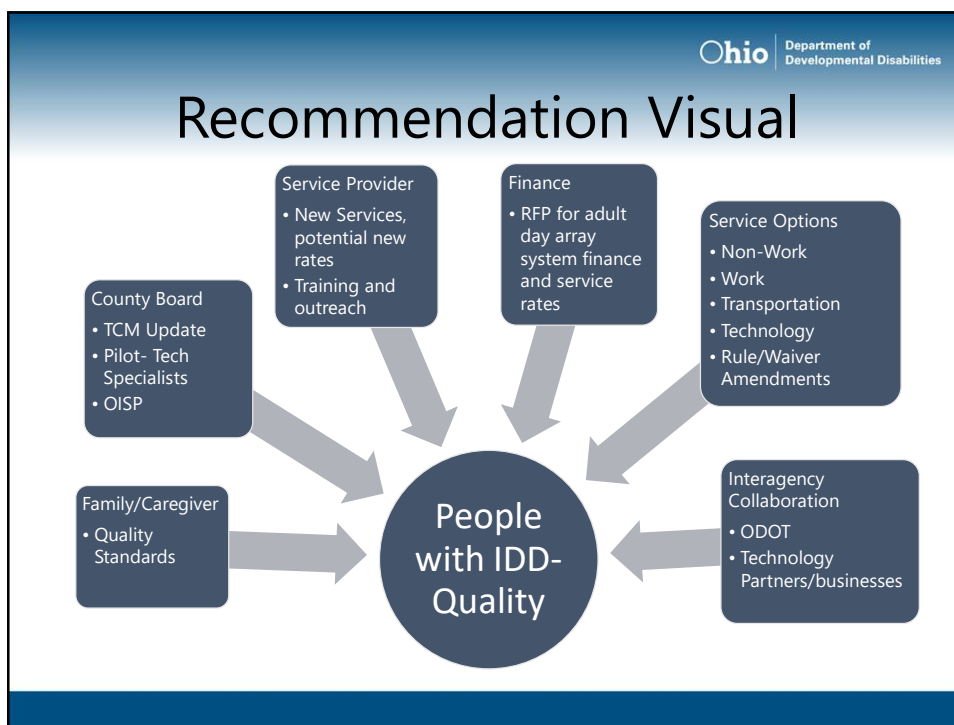 Ohio
Department of
Developmental Disabilities
Recommendation Visual
Family/Caregiver
• Quality
Standards
County Board
• TCM Update
• Pilot- Tech
Specialists
• OISP
Service Provider
• New Services,
potential new
rates
• Training and
outreach
Finance
• RFP for adult
day array
system finance
and service
rates
Service Options
• Non-Work
• Work
• Transportation
• Technology
• Rule/Waiver
Amendments
Interagency
Collaboration
• ODOT
• Technology
Partners/businesses
People
with IDD-
Quality